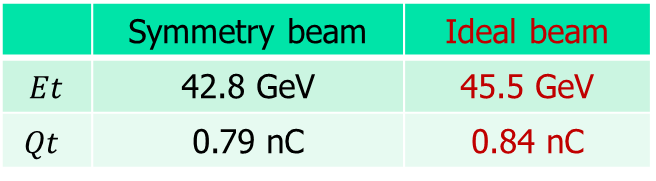 Symmetry beam Ideal beam
Et 42.8 GeV 45.5 GeV
Qt 0.79 nC 0.84 nC